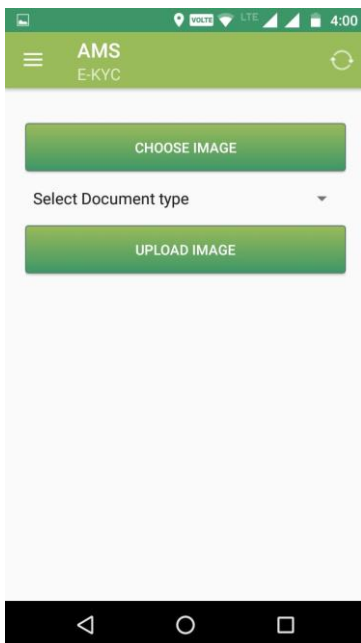 VOLTE LTE 4:00
AMS
E-KYC
CHOOSE IMAGE
Select Document type
UPLOAD IMAGE